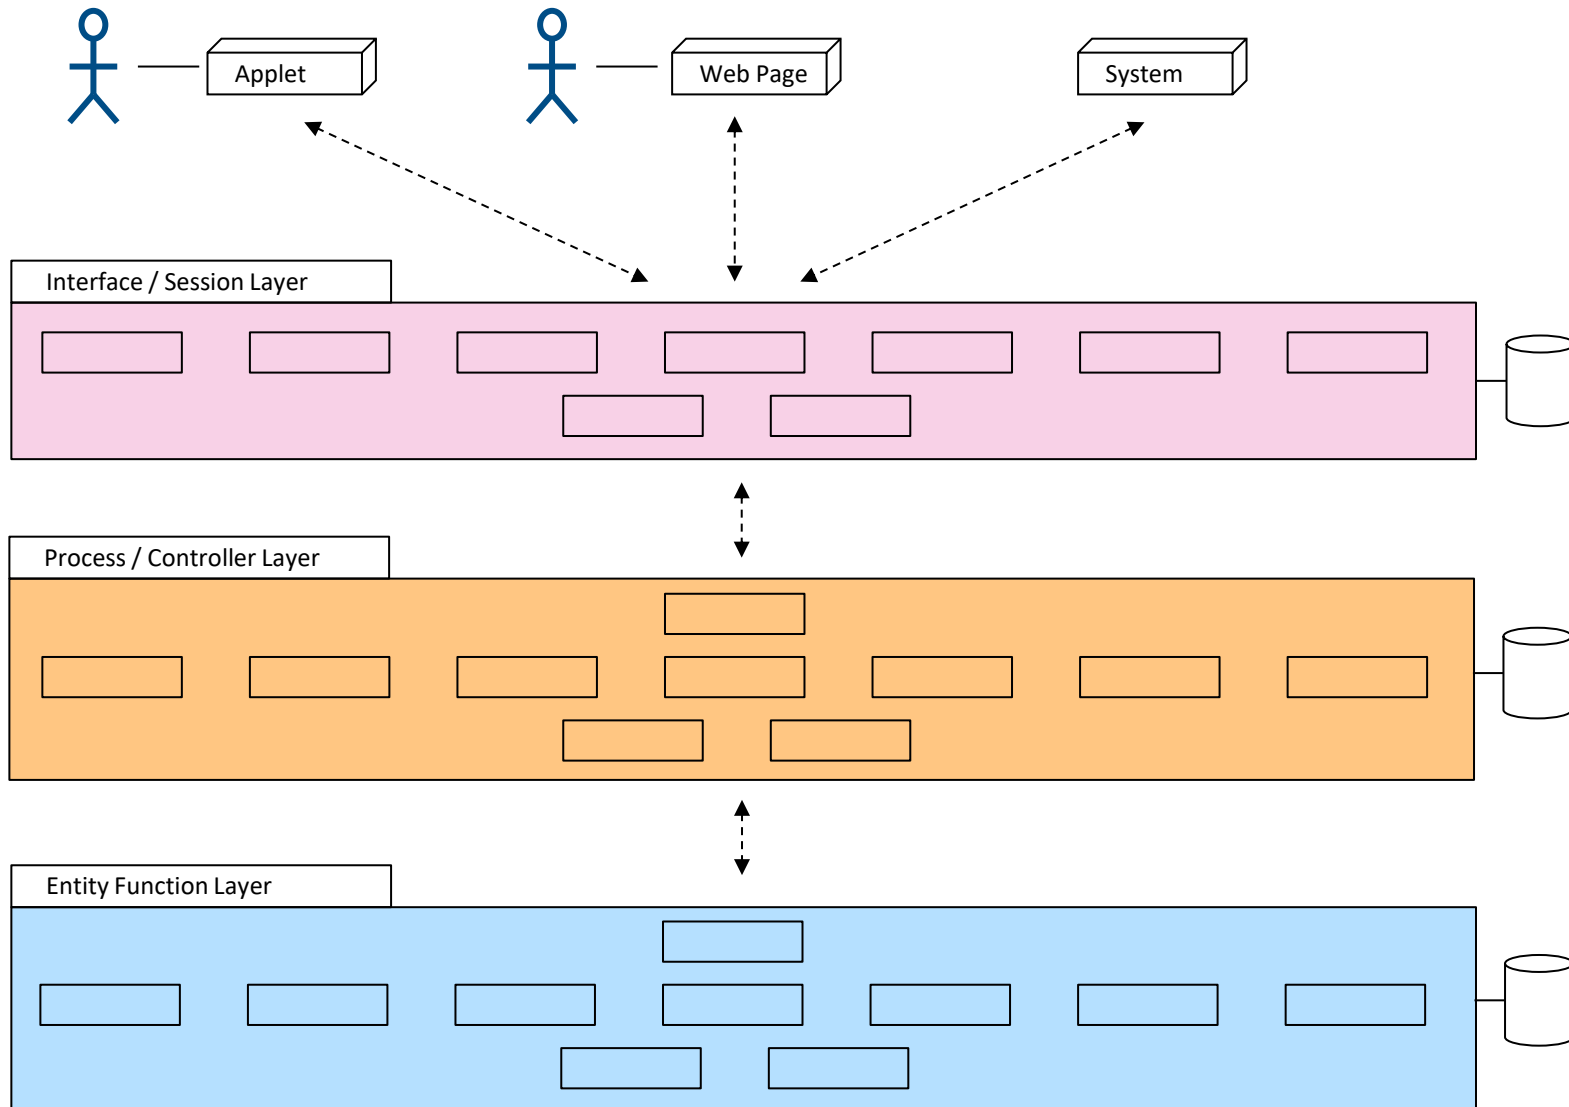 Applet
Web Page
System
Interface / Session Layer
Process / Controller Layer
Entity Function Layer